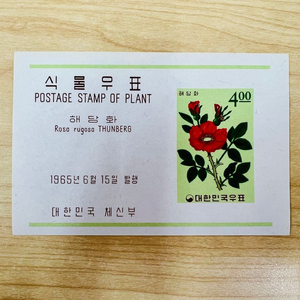 식물우표
POSTAGE STAMP OF PLANT
해당화
Rosa rugosa THUNBERG
1965년 6월 15일 발행
대한민국 체신부
해당화
4.00
대한민국우표